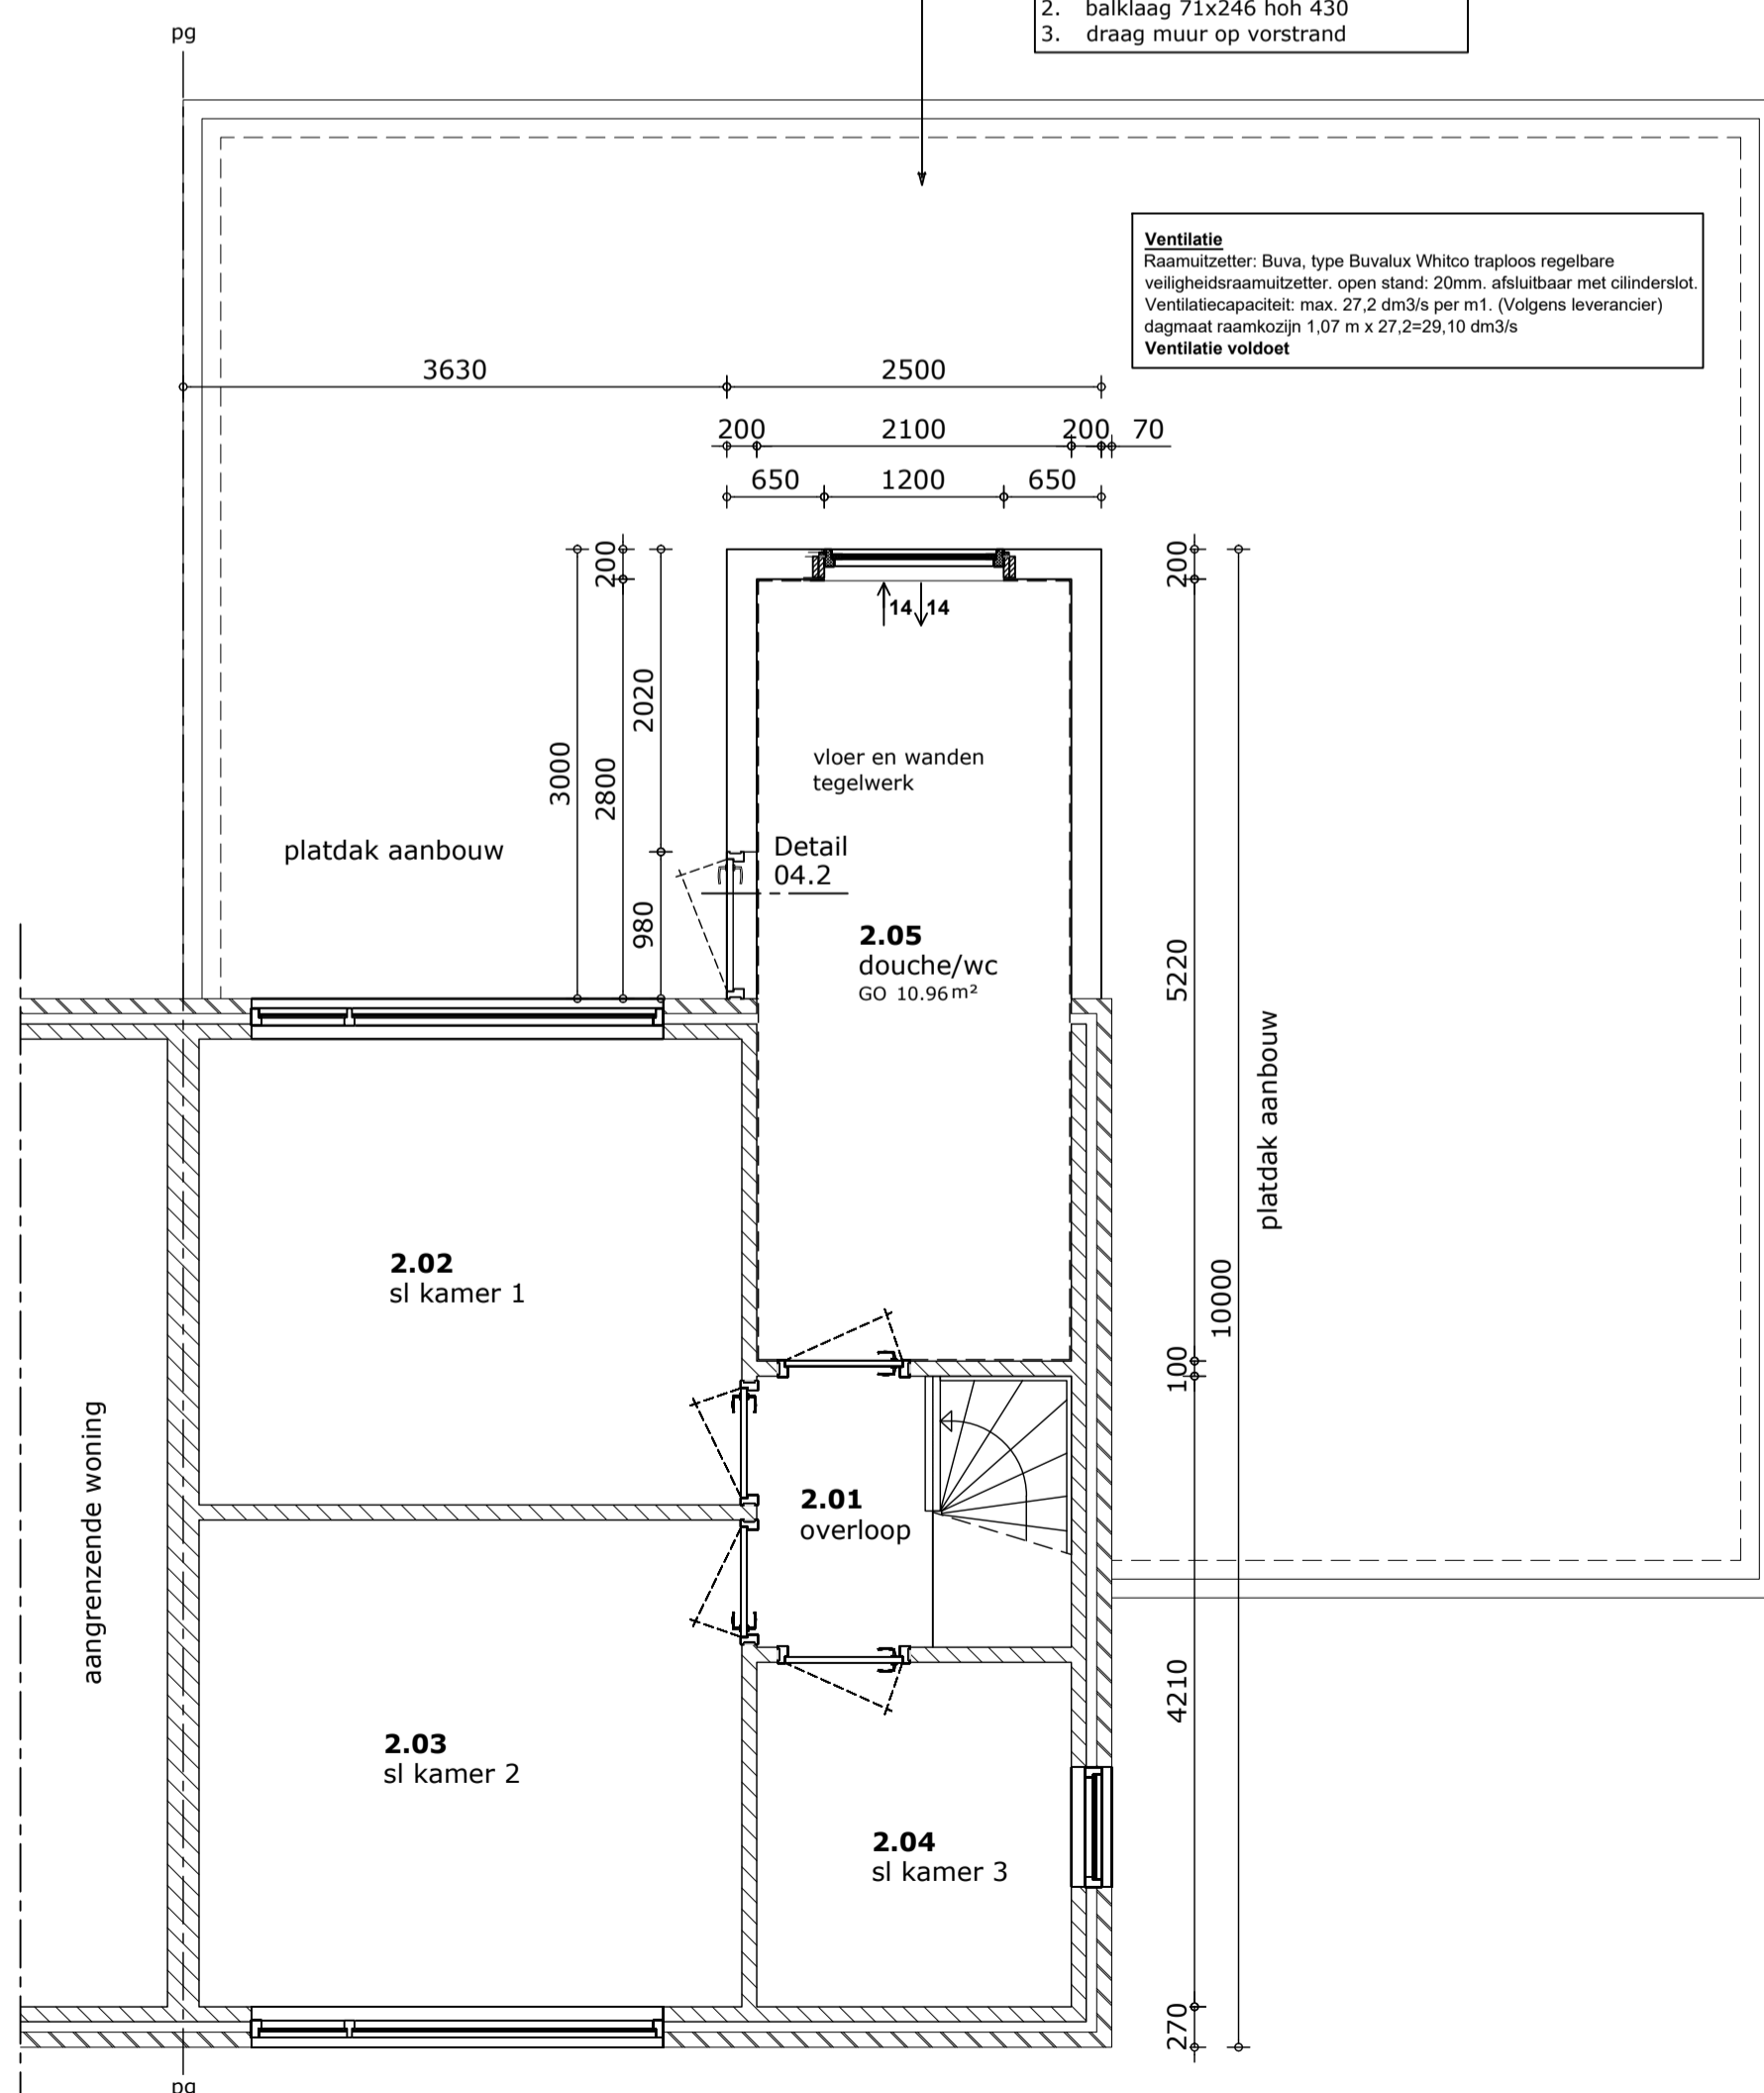 2. balklaag 71x246 hoh 430
3. draag muur op vorstrand
pg
Ventilatie
Raamuitzetter: Buva, type Buvalux Whitco traploos regelbare
veiligheidsraamuitzetter. open stand: 20mm. afsluitbaar met cilinderslot.
Ventilatiecapaciteit: max. 27,2 dm3/s per m1. (Volgens leverancier)
dagmaat raamkozijn 1,07 m x 27,2=29,10 dm3/s
Ventilatie voldoet
3630
2500
200
2100
200
70
650
1200
650
200
200
14
14
2020
3000
2800
vloer en wanden
tegelwerk
platdak aanbouw
Detail
04.2
980
2.05
douche/wc
GO 10.96 m²
5220
platdak aanbouw
10000
2.02
sl kamer 1
100
aangrenzende woning
2.01
overloop
4210
2.03
sl kamer 2
2.04
sl kamer 3
270
pg